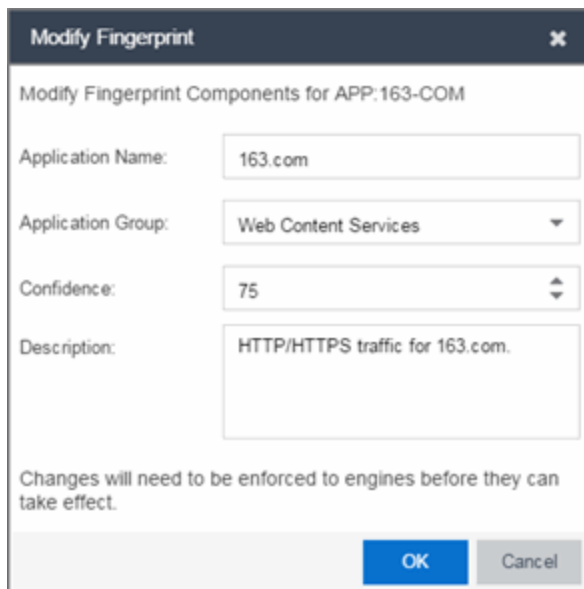 Modify Fingerprint
Modify Fingerprint Components for APP:163-COM
Application Name:
163.com
Application Group:
Web Content Services
Confidence:
75
Description:
HTTP/HTTPS traffic for 163.com.
Changes will need to be enforced to engines before they can
take effect.
OK
Cancel